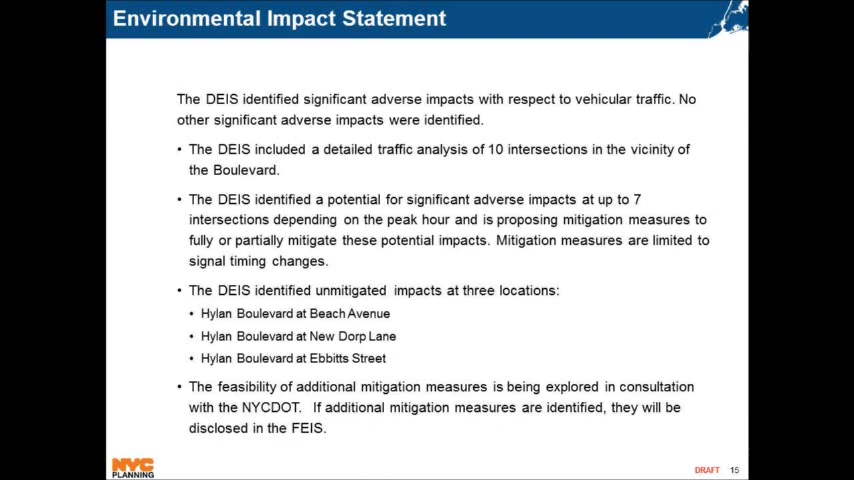 Environmental Impact Statement
The DEIS identified significant adverse impacts with respect to vehicular traffic. No
other significant adverse impacts were identified.
• The DEIS included a detailed traffic analysis of 10 intersections in the vicinity of
the Boulevard.
• The DEIS identified a potential for significant adverse impacts at up to 7
intersections depending on the peak hour and is proposing mitigation measures to
fully or partially mitigate these potential impacts. Mitigation measures are limited to
signal timing changes.
• The DEIS identified unmitigated impacts at three locations:
• Hylan Boulevard at Beach Avenue
• Hylan Boulevard at New Dorp Lane
• Hylan Boulevard at Ebbitts Street
• The feasibility of additional mitigation measures is being explored in consultation
with the NYCDOT. If additional mitigation measures are identified, they will be
disclosed in the FEIS.
NYC
PLANNING
DRAFT 15